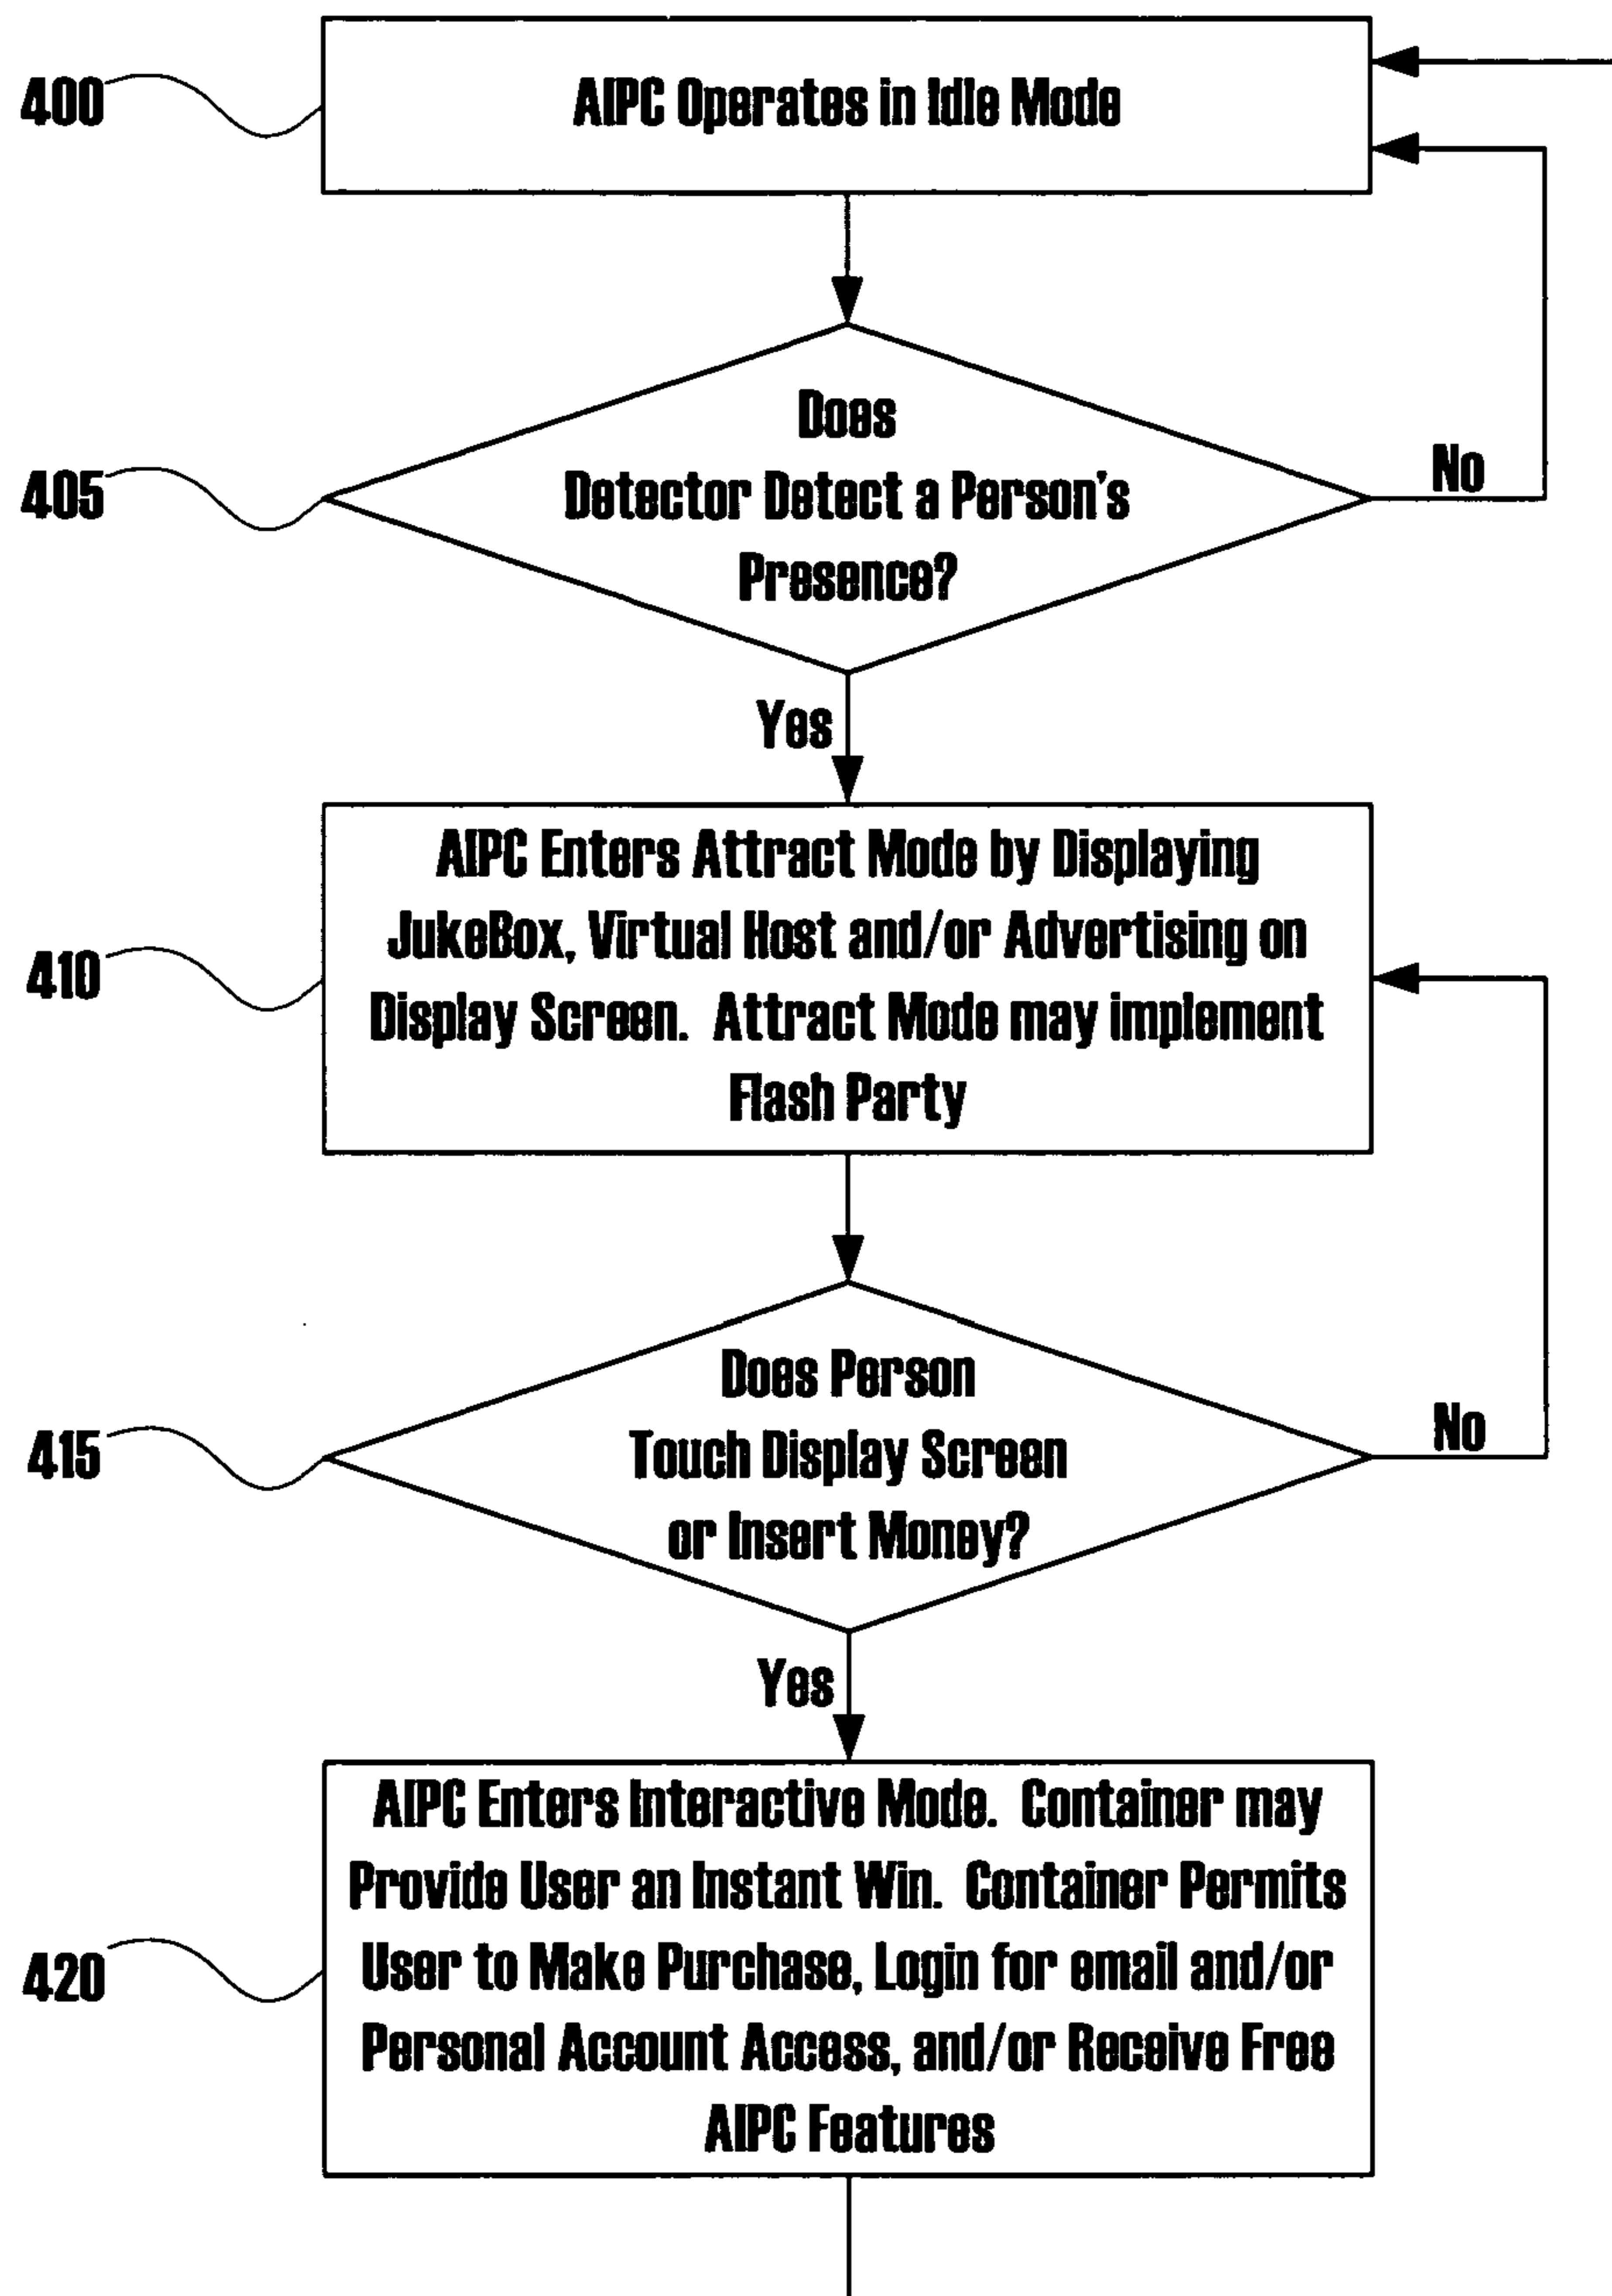 400
AIPC Operates in Idle Mode
405
Does
Detector Detect a Person's
Presence?
No
Yes
410
AIPC Enters Attract Mode by Displaying
JukeBox, Virtual Host and/or Advertising on
Display Screen. Attract Mode may implement
Flash Party
415
Does Person
Touch Display Screen
or Insert Money?
No
Yes
420
AIPC Enters Interactive Mode. Container may
Provide User an Instant Win. Container Permits
User to Make Purchase, Login for email and/or
Personal Account Access, and/or Receive Free
AIPC Features